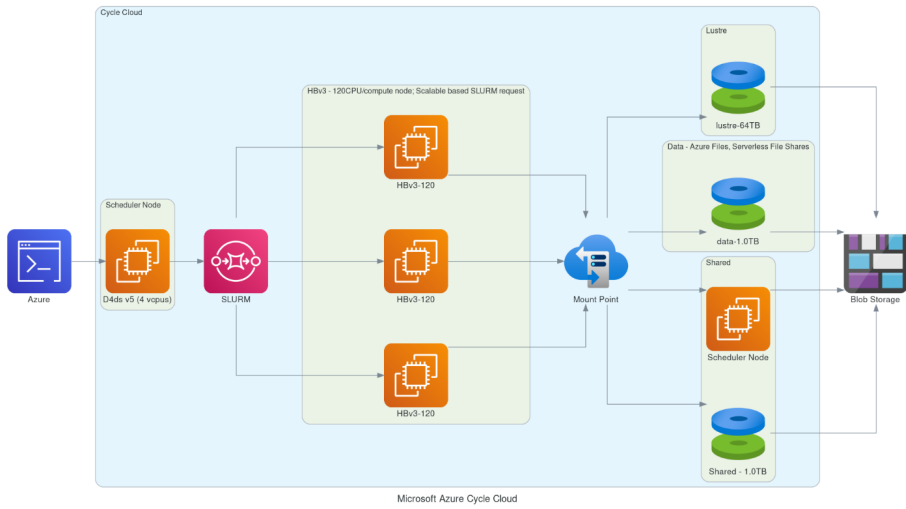 Cycle Cloud
Lustre
lustre-64TB
HBv3 - 120CPU/compute node; Scalable based SLURM request
HBv3-120
Data - Azure Files, Serverless File Shares
data-1.0TB
Scheduler Node
Azure
D4ds v5 (4 vcpus)
SLURM
HBv3-120
Mount Point
Blob Storage
Shared
Scheduler Node
HBv3-120
Shared - 1.0TB
Microsoft Azure Cycle Cloud